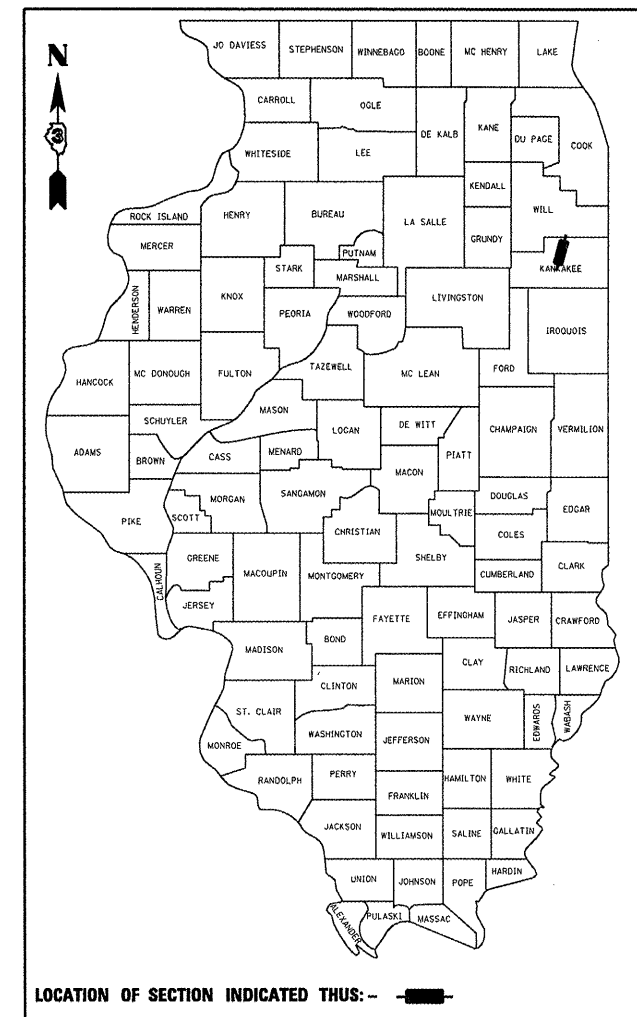 N
JO DAVIESS STEPHENSON WINNEBAGO BOONE MC HENRY LAKE
CARROLL OGLE DE KALB KANE DU PAGE COOK
WHITESIDE LEE KENDALL WILL
ROCK ISLAND HENRY BUREAU LA SALLE GRUNDY
MERCER PUTNAM KANKAKEE
STARK MARSHALL
HENDERSON WARREN KNOX PEORIA WOODFORD LIVINGSTON IROQUOIS
HANCOCK MC DONOUGH FULTON TAZEWELL MC LEAN FORD
SCHUYLER MASON LOGAN DE WITT CHAMPAIGN VERMILION
ADAMS BROWN CASS MENARD MACON PIATT
PIKE SCOTT MORGAN SANGAMON MOULTRIE DOUGLAS EDGAR
CHRISTIAN COLES
CALHOUN GREENE MACOUPIN MONTGOMERY SHELBY CUMBERLAND CLARK
JERSEY FAYETTE EFFINGHAM JASPER CRAWFORD
MADISON BOND CLAY RICHLAND LAWRENCE
CLINTON MARION
ST. CLAIR WASHINGTON JEFFERSON WAYNE EDWARDS WABASH
MONROE
RANDOLPH PERRY HAMILTON WHITE
FRANKLIN
JACKSON WILLIAMSON SALINE GALLATIN
UNION JOHNSON POPE HARDIN
ALEXANDER PULASKI MASSAC
LOCATION OF SECTION INDICATED THUS: -